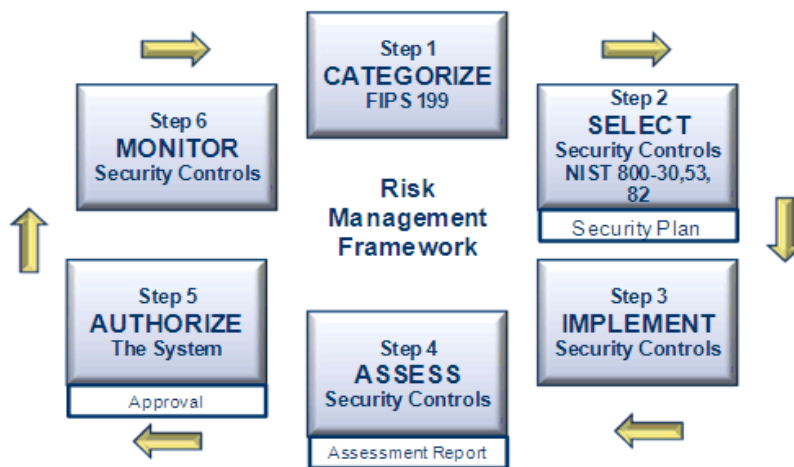 Step 1
CATEGORIZE
FIPS 199
Step 2
SELECT
Security Controls
NIST 800-30,53,
82
Security Plan
Step 3
IMPLEMENT
Security Controls
Step 4
ASSESS
Security Controls
Assessment Report
Step 5
AUTHORIZE
The System
Approval
Step 6
MONITOR
Security Controls
Risk
Management
Framework